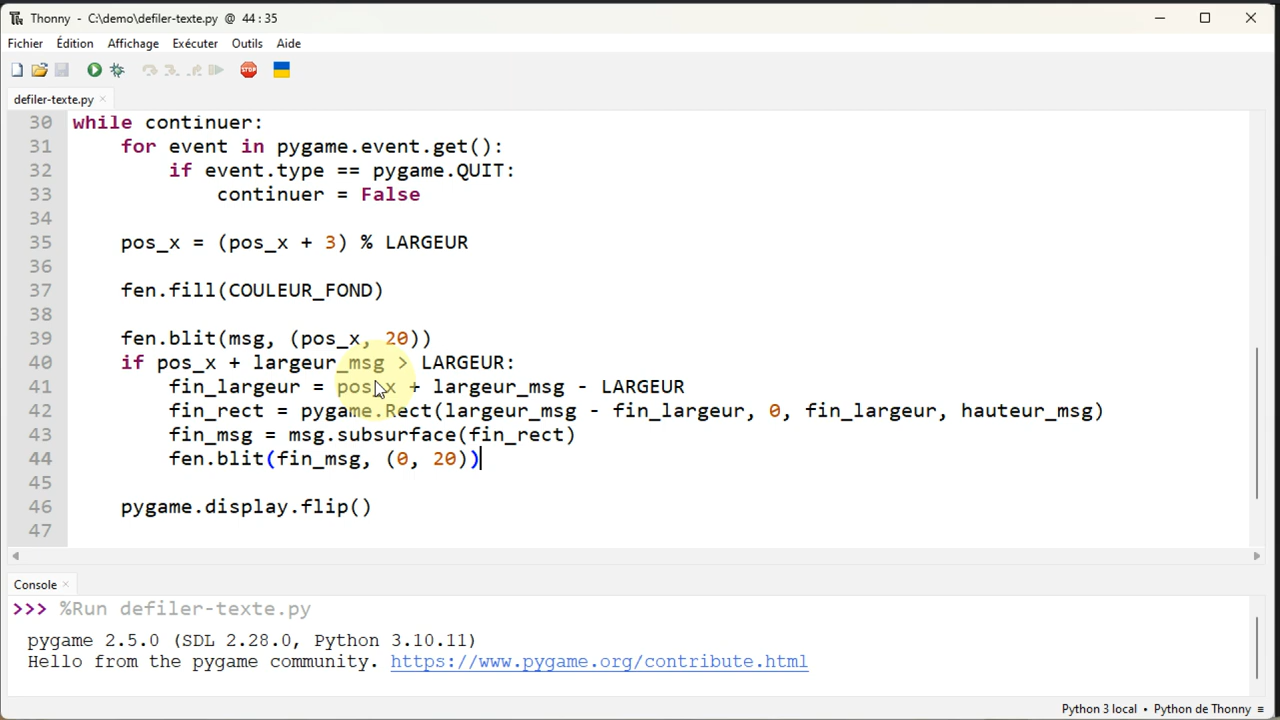 Thonny - C:\demo\defiler-texte.py @ 44:35
Fichier Édition Affichage Exécuter Outils Aide
STOP
defiler-texte.py ×
30 while continuer:
31 for event in pygame.event.get():
32 if event.type == pygame.QUIT:
33 continuer = False
34
35 pos_x = (pos_x + 3) % LARGEUR
36
37 fen.fill(COULEUR_FOND)
38
39 fen.blit(msg, (pos_x, 20))
40 if pos_x + largeur_msg > LARGEUR:
41 fin_largeur = pos_x + largeur_msg - LARGEUR
42 fin_rect = pygame.Rect(largeur_msg - fin_largeur, 0, fin_largeur, hauteur_msg)
43 fin_msg = msg.subsurface(fin_rect)
44 fen.blit(fin_msg, (0, 20))
45
46 pygame.display.flip()
47
Console ×
>>> %Run defiler-texte.py
pygame 2.5.0 (SDL 2.28.0, Python 3.10.11)
Hello from the pygame community. https://www.pygame.org/contribute.html
Python 3 local • Python de Thonny ≡